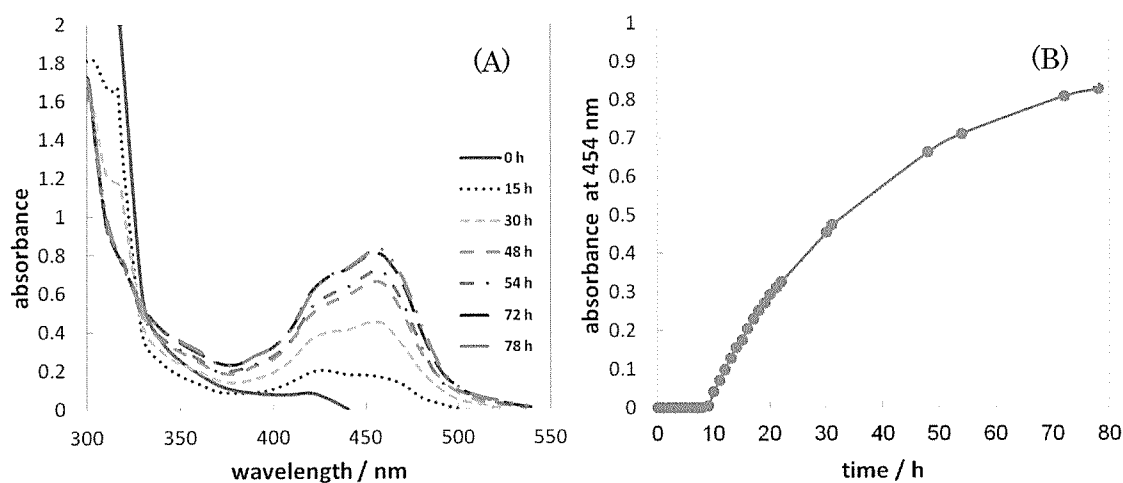 (A)
absorbance
2
1.8
1.6
1.4
1.2
1
0.8
0.6
0.4
0.2
0
300 350 400 450 500 550
wavelength / nm
0 h
15 h
30 h
48 h
54 h
72 h
78 h
(B)
absorbance at 454 nm
1
0.9
0.8
0.7
0.6
0.5
0.4
0.3
0.2
0.1
0
0 10 20 30 40 50 60 70 80
time / h